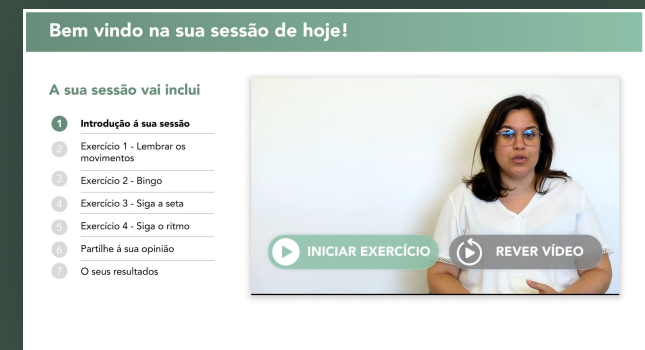 Bem vindo na sua sessão de hoje!
A sua sessão vai inclui
1 Introdução á sua sessão
2 Exercício 1 - Lembrar os
movimentos
3 Exercício 2 - Bingo
4 Exercício 3 - Siga a seta
5 Exercício 4 - Siga o ritmo
6 Partilhe á sua opinião
7 O seus resultados
INICIAR EXERCÍCIO
REVER VÍDEO